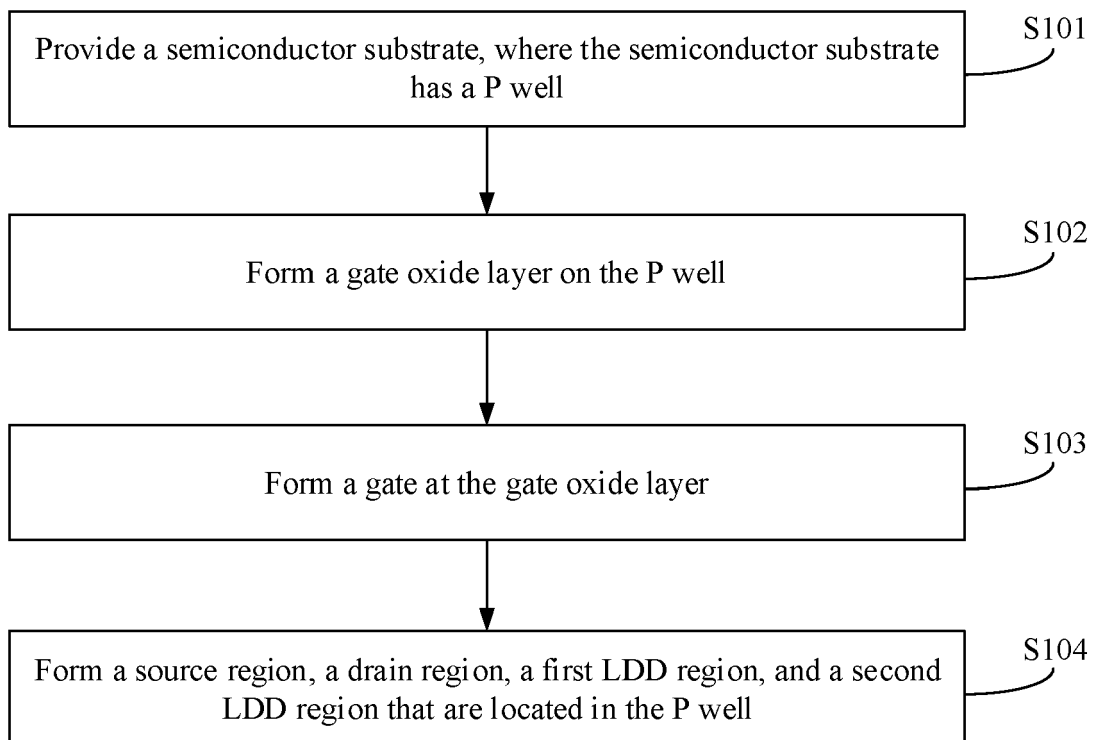 S101
Provide a semiconductor substrate, where the semiconductor substrate
has a P well
S102
Form a gate oxide layer on the P well
S103
Form a gate at the gate oxide layer
S104
Form a source region, a drain region, a first LDD region, and a second
LDD region that are located in the P well